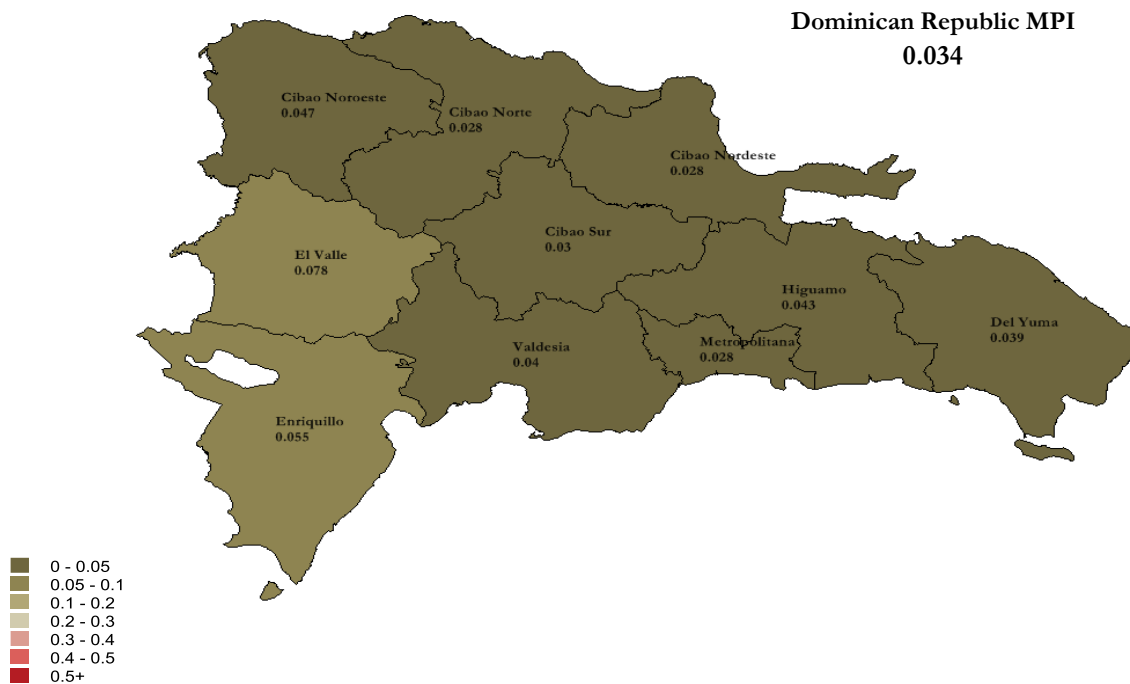 Dominican Republic MPI
0.034
Cibao Noroeste
0.047
Cibao Norte
0.028
Cibao Nordeste
0.028
Cibao Sur
0.03
El Valle
0.078
Higuamo
0.043
Del Yuma
0.039
Metropolitana
0.028
Valdesia
0.04
Enriquillo
0.055
0 - 0.05
0.05 - 0.1
0.1 - 0.2
0.2 - 0.3
0.3 - 0.4
0.4 - 0.5
0.5+